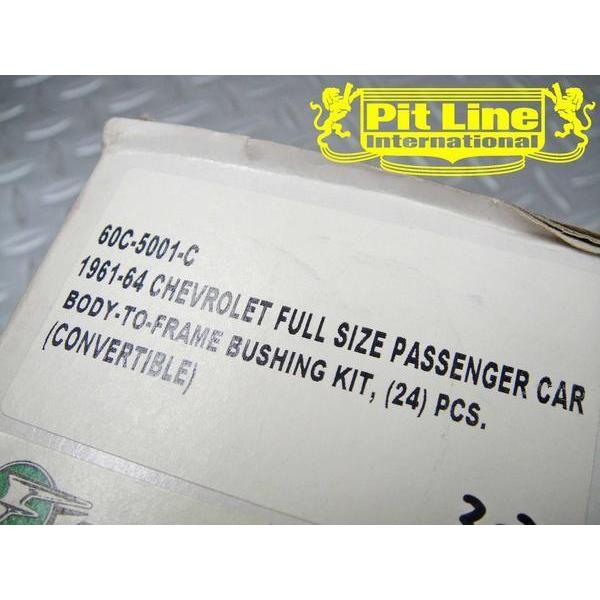 Pit Line
International
60C-5001-C
1961-64 CHEVROLET FULL SIZE PASSENGER CAR
BODY-TO-FRAME BUSHING KIT, (24) PCS.
(CONVERTIBLE)